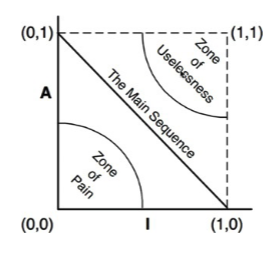 (0,1)
(1,1)
Zone
of
Uselessness
The Main Sequence
A
Zone
of
Pain
(0,0)
I
(1,0)